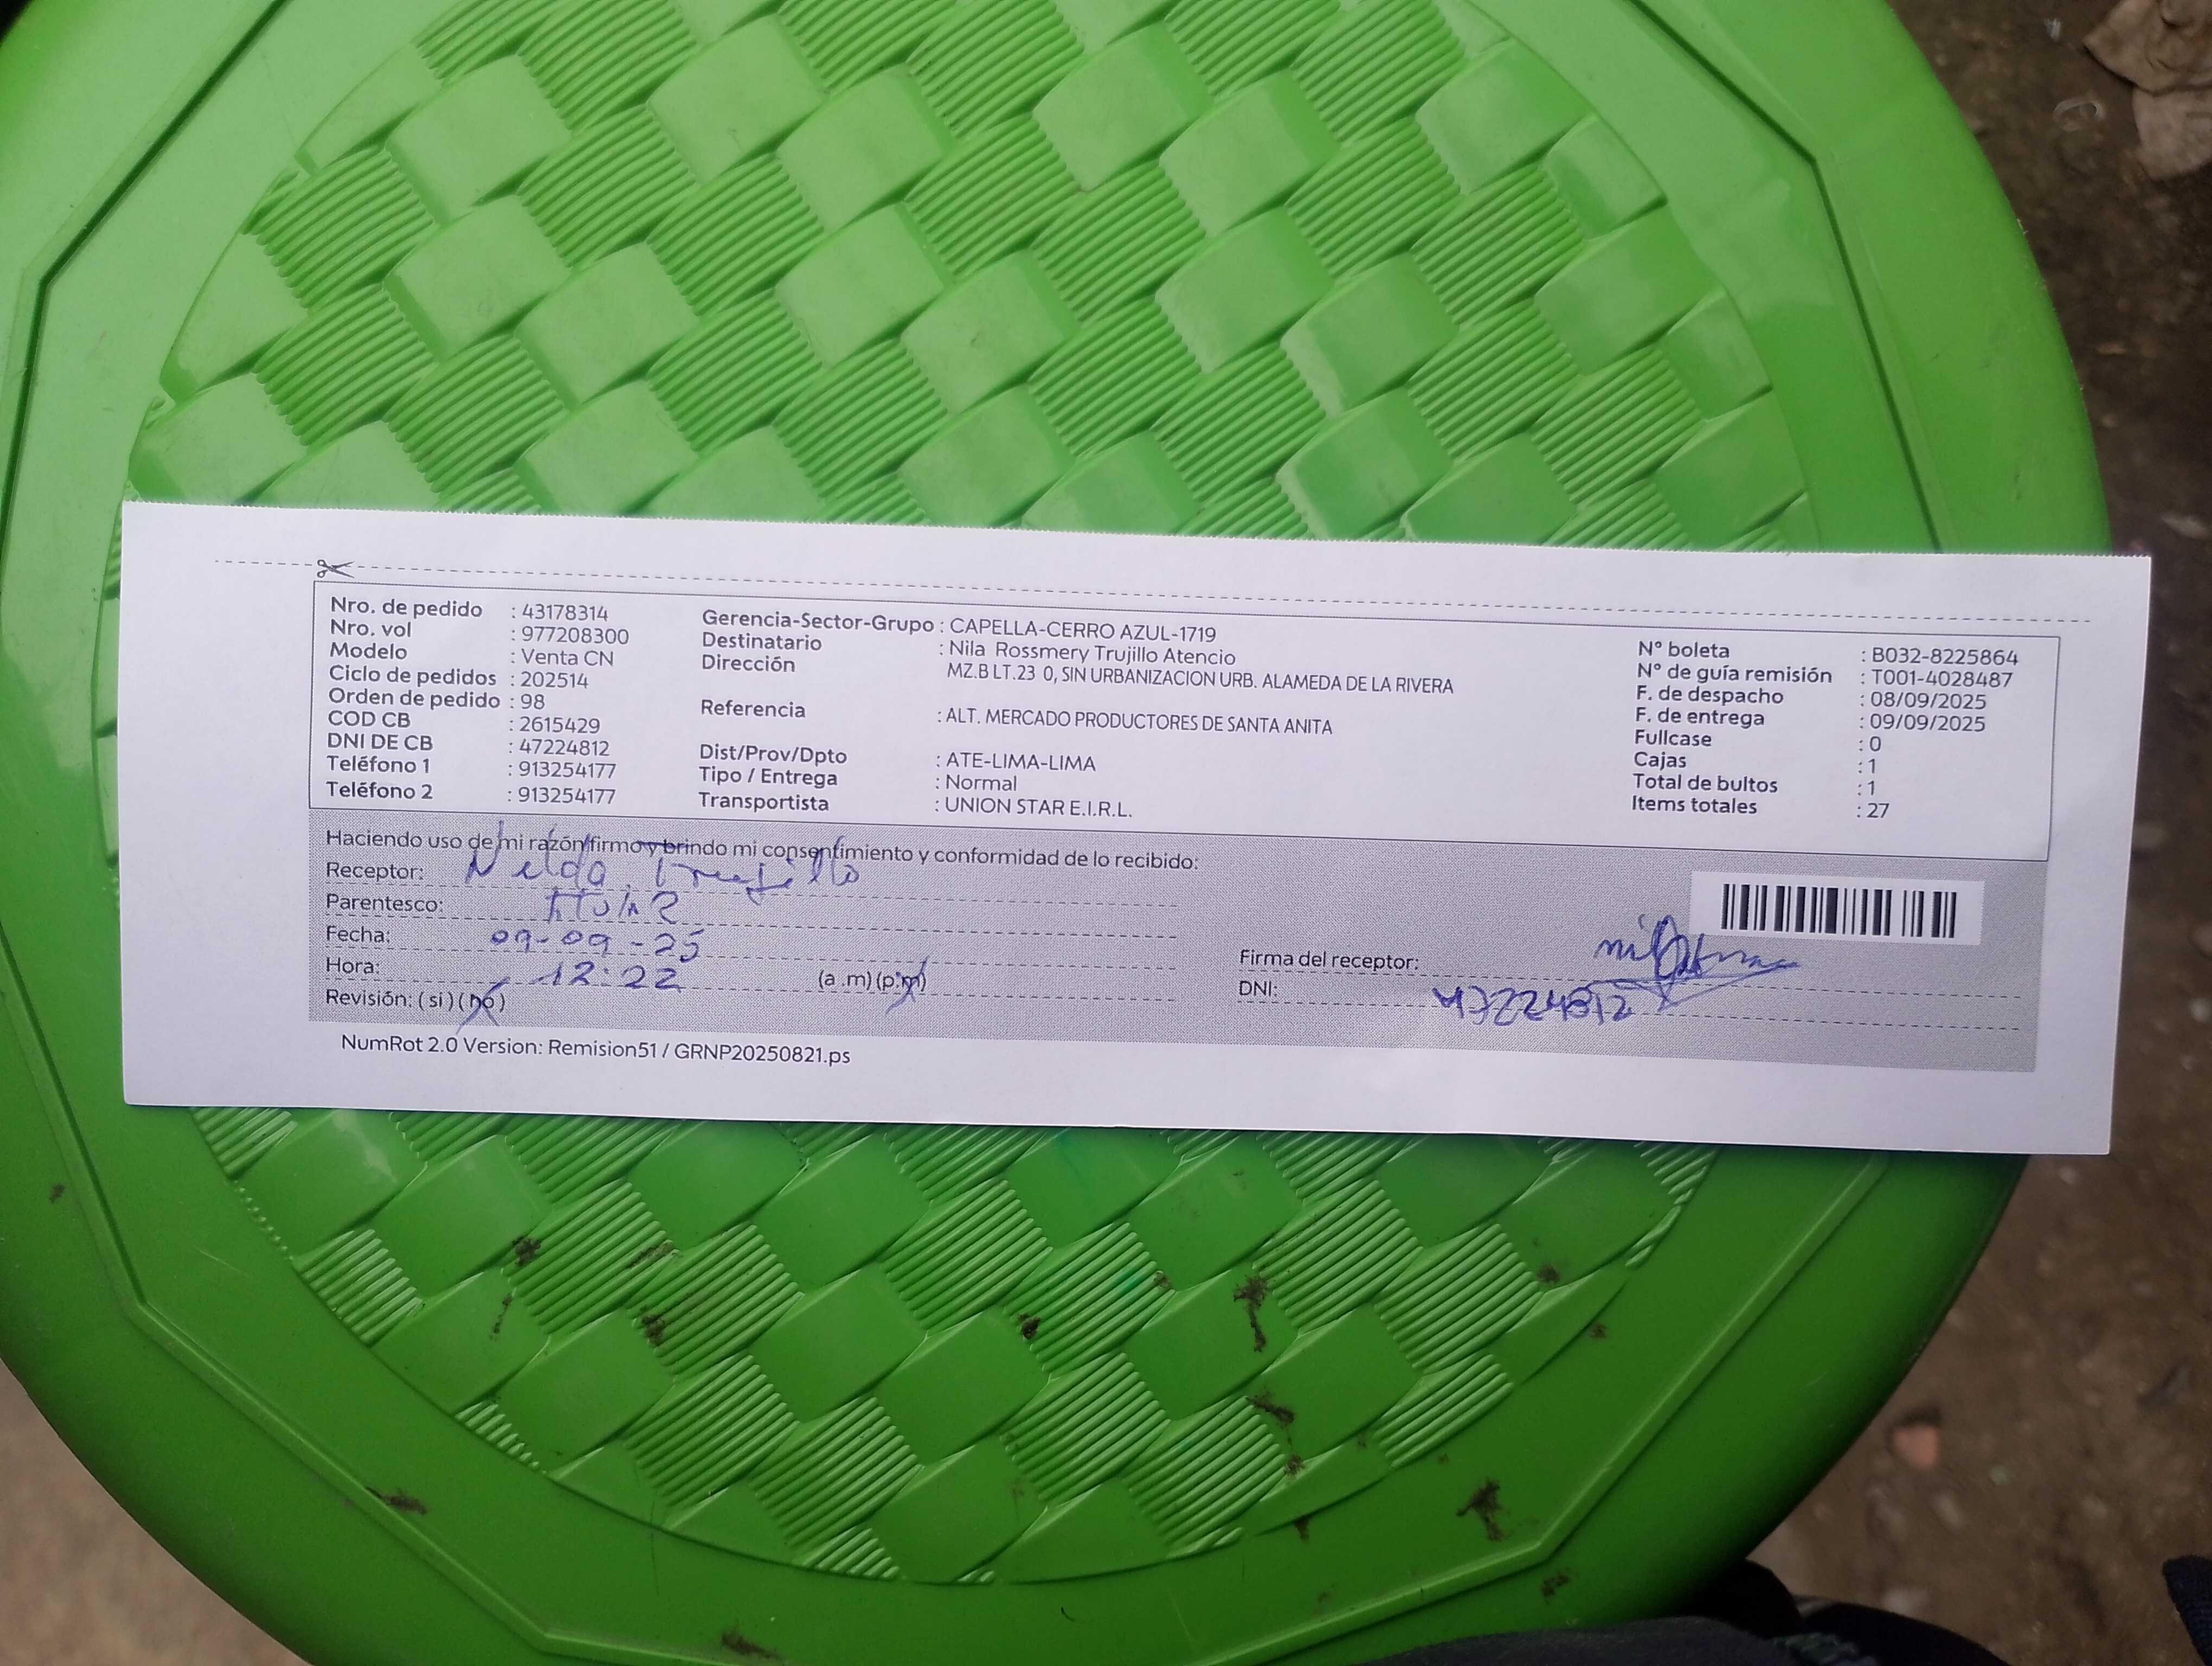 Nro. de pedido : 43178314
Nro. vol : 977208300
Modelo : Venta CN
Ciclo de pedidos : 202514
Orden de pedido : 98
COD CB : 2615429
DNI DE CB : 47224812
Teléfono 1 : 913254177
Teléfono 2 : 913254177
Gerencia-Sector-Grupo : CAPELLA-CERRO AZUL-1719
Destinatario : Nila Rossmery Trujillo Atencio
Dirección MZ.B LT.23 0, SIN URBANIZACION URB. ALAMEDA DE LA RIVERA
Referencia : ALT. MERCADO PRODUCTORES DE SANTA ANITA
Dist/Prov/Dpto : ATE-LIMA-LIMA
Tipo / Entrega : Normal
Transportista : UNION STAR E.I.R.L.
N° boleta : B032-8225864
N° de guía remisión : T001-4028487
F. de despacho : 08/09/2025
F. de entrega : 09/09/2025
Fullcase : 0
Cajas : 1
Total de bultos : 1
Items totales : 27
Haciendo uso de mi razón firmo y brindo mi consentimiento y conformidad de lo recibido:
Receptor: Nelda Trujillo
Parentesco: titular
Fecha: 09-09-25
Hora: 12:22 (a.m) (p.m)
Revisión: (si) (no)
Firma del receptor:
DNI: 47224812
NumRot 2.0 Version: Remision51 / GRNP20250821.ps